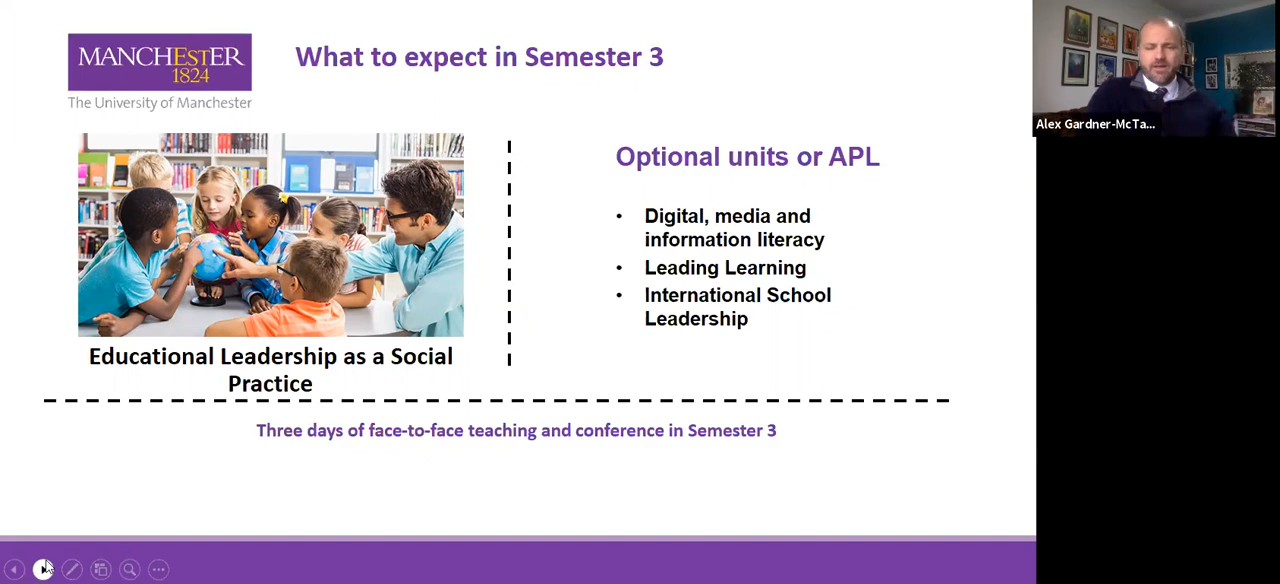 MANCHEstER
1824
The University of Manchester
What to expect in Semester 3
Alex Gardner-McTa...
Educational Leadership as a Social
Practice
Optional units or APL
• Digital, media and
information literacy
• Leading Learning
• International School
Leadership
Three days of face-to-face teaching and conference in Semester 3